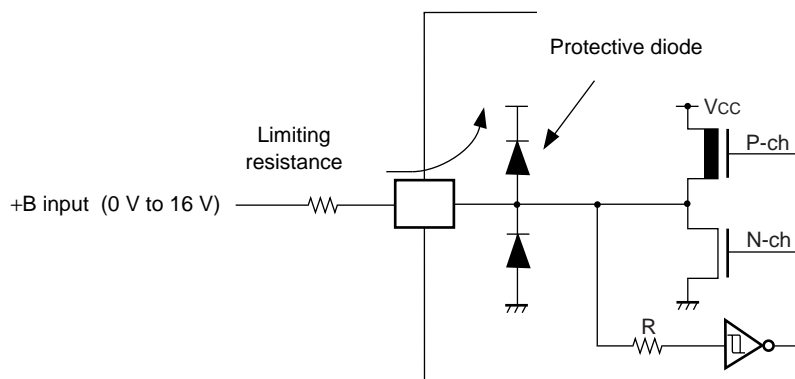 Protective diode
Limiting
resistance
VCC
P-ch
+B input (0 V to 16 V)
N-ch
R